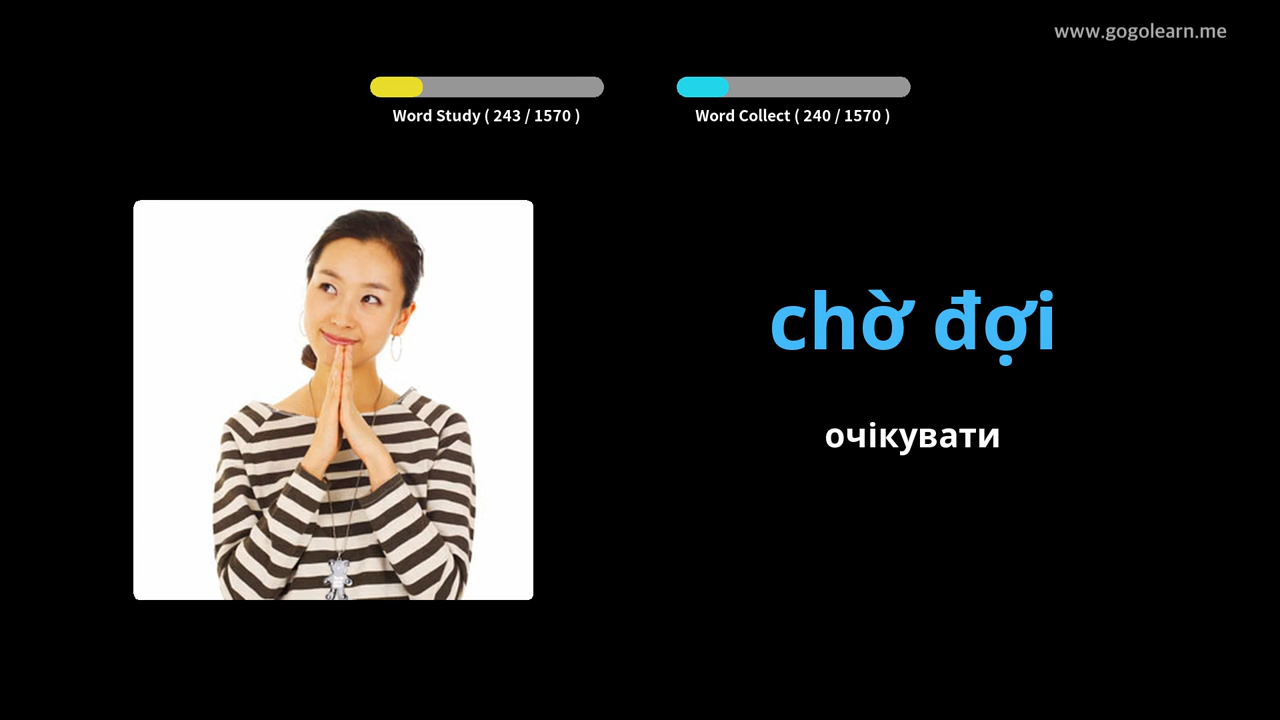 www.gogolearn.me
Word Study ( 243 / 1570 )
Word Collect ( 240 / 1570 )
chờ đợi
очікувати